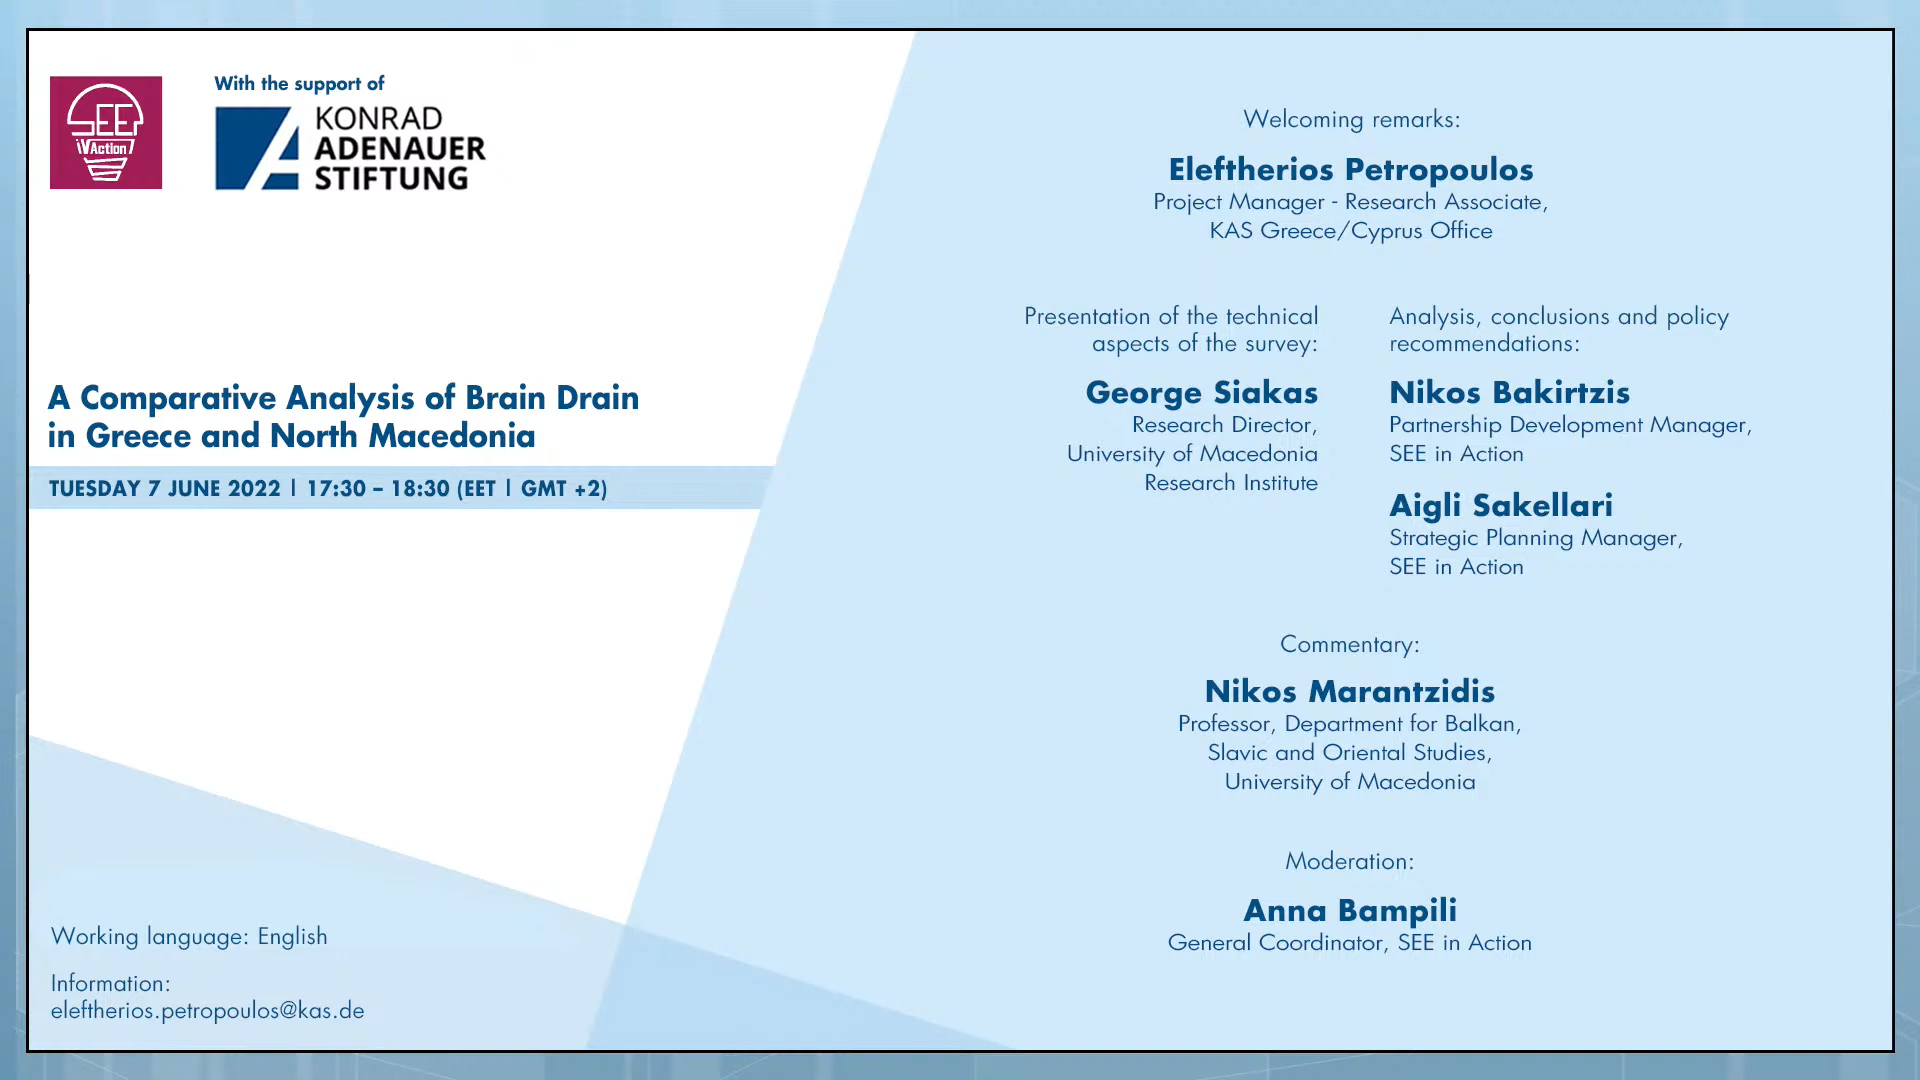 SEE
iNAction
With the support of
KONRAD
ADENAUER
STIFTUNG
A Comparative Analysis of Brain Drain
in Greece and North Macedonia
TUESDAY 7 JUNE 2022 | 17:30 – 18:30 (EET | GMT +2)
Working language: English
Information:
eleftherios.petropoulos@kas.de
Welcoming remarks:
Eleftherios Petropoulos
Project Manager - Research Associate,
KAS Greece/Cyprus Office
Presentation of the technical
aspects of the survey:
George Siakas
Research Director,
University of Macedonia
Research Institute
Analysis, conclusions and policy
recommendations:
Nikos Bakirtzis
Partnership Development Manager,
SEE in Action
Aigli Sakellari
Strategic Planning Manager,
SEE in Action
Commentary:
Nikos Marantzidis
Professor, Department for Balkan,
Slavic and Oriental Studies,
University of Macedonia
Moderation:
Anna Bampili
General Coordinator, SEE in Action